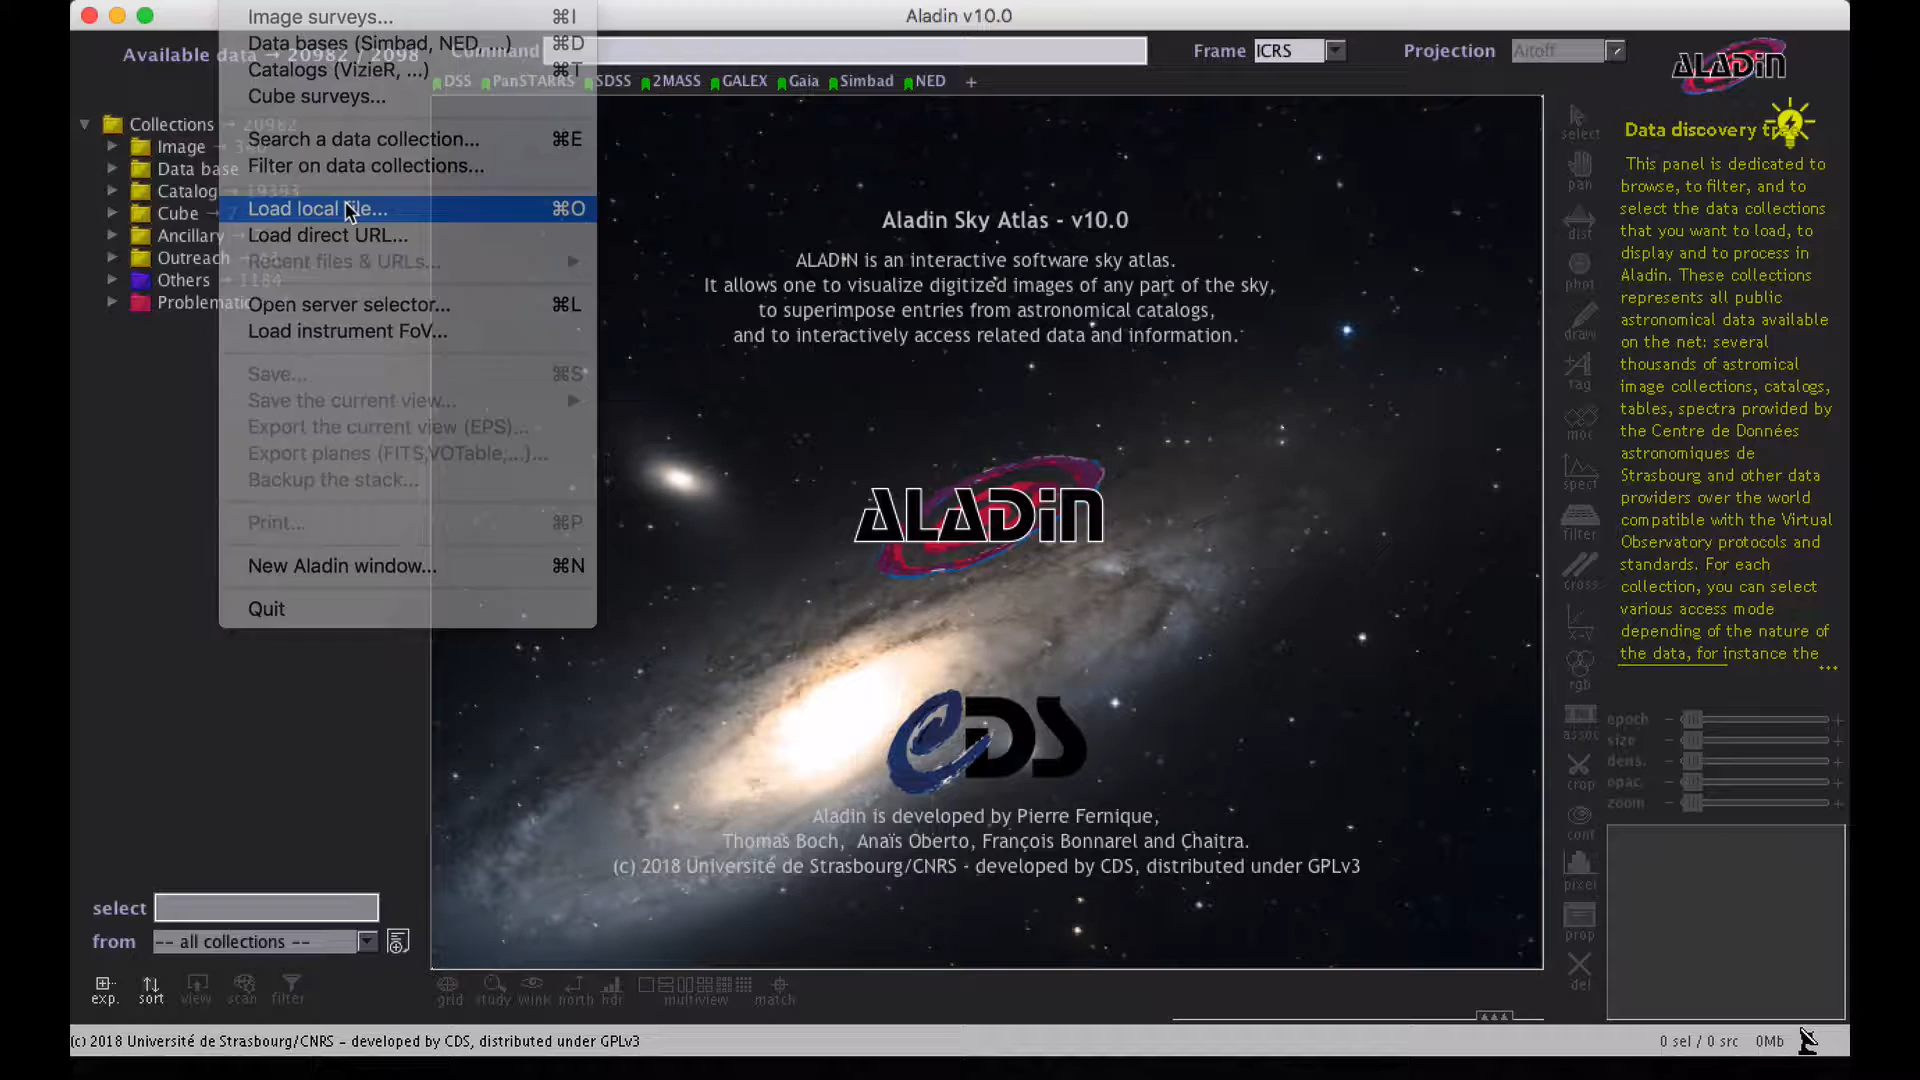 Aladin v10.0
Available data → 20982 / 2098
Image surveys... ⌘I
Data bases (Simbad, NED, ...) ⌘D
Catalogs (VizieR, ...) ⌘T
Cube surveys...
Search a data collection... ⌘E
Filter on data collections...
Load local file... ⌘O
Load direct URL...
Recent files & URLs...
Open server selector... ⌘L
Load instrument FoV...
Save... ⌘S
Save the current view...
Export the current view (EPS)...
Export planes (FITS,VOTable,...)...
Backup the stack...
Print... ⌘P
New Aladin window... ⌘N
Quit
Command
Frame ICRS
Projection Aitoff
ALADIN
DSS PanSTARRS SDSS 2MASS GALEX Gaia Simbad NED +
Collections → 20982
Image
Data base
Catalog → 19393
Cube
Ancillary
Outreach
Others → 1184
Problematic
Aladin Sky Atlas - v10.0
ALADIN is an interactive software sky atlas.
It allows one to visualize digitized images of any part of the sky,
to superimpose entries from astronomical catalogs,
and to interactively access related data and information.
ALADIN
CDS
Aladin is developed by Pierre Fernique,
Thomas Boch, Anaïs Oberto, François Bonnarel and Chaitra.
(c) 2018 Université de Strasbourg/CNRS - developed by CDS, distributed under GPLv3
select
pan
dist
phot
draw
tag
moc
spect
filter
cross
x-y
rgb
assoc
crop
cont
pixel
prop
del
Data discovery
This panel is dedicated to
browse, to filter, and to
select the data collections
that you want to load, to
display and to process in
Aladin. These collections
represents all public
astronomical data available
on the net: several
thousands of astromical
image collections, catalogs,
tables, spectra provided by
the Centre de Données
astronomiques de
Strasbourg and other data
providers over the world
compatible with the Virtual
Observatory protocols and
standards. For each
collection, you can select
various access mode
depending of the nature of
the data, for instance the
...
epoch - +
size - +
dens. - +
opac. - +
zoom - +
select
from -- all collections --
exp. sort view scan filter
grid study wink north hdr multiview match
(c) 2018 Université de Strasbourg/CNRS - developed by CDS, distributed under GPLv3
0 sel / 0 src 0Mb